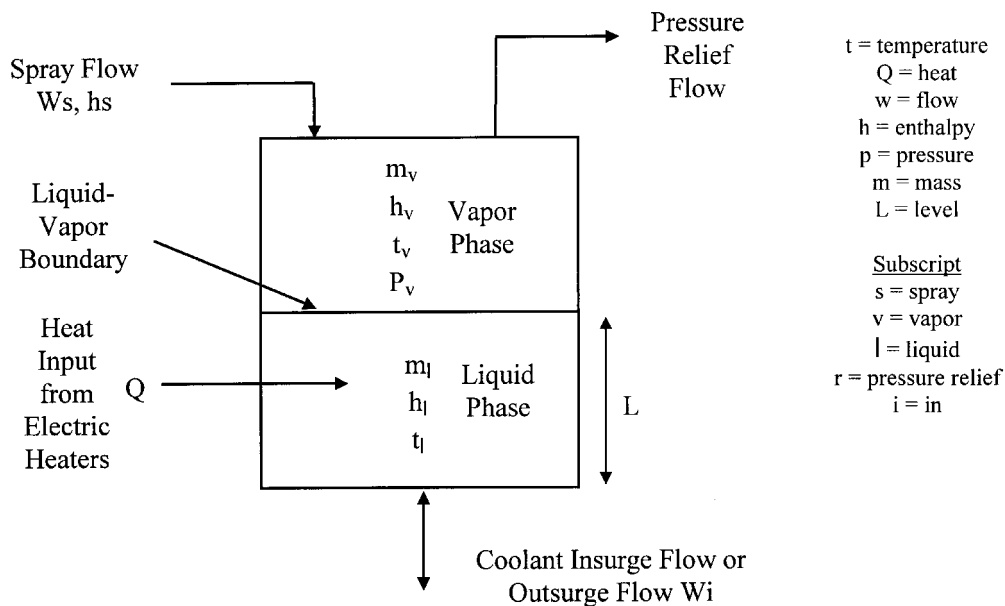 Spray Flow
Ws, hs
Pressure
Relief
Flow
Liquid-
Vapor
Boundary
mv
hv
tv
Pv
Vapor
Phase
Heat
Input
from
Electric
Heaters
Q
ml
hl
tl
Liquid
Phase
L
Coolant Insurge Flow or
Outsurge Flow Wi
t = temperature
Q = heat
w = flow
h = enthalpy
p = pressure
m = mass
L = level
Subscript
s = spray
v = vapor
l = liquid
r = pressure relief
i = in